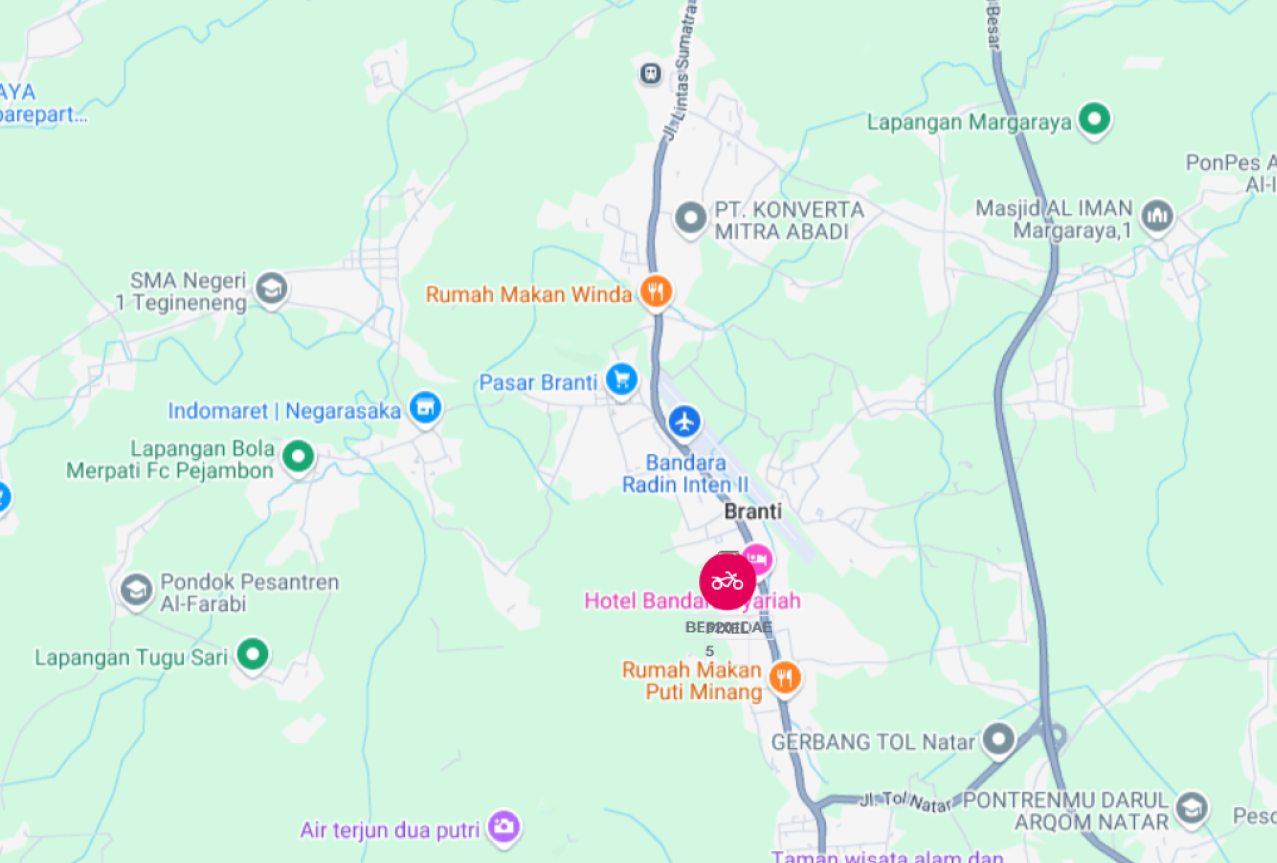 Besar
Jl. Lintas Sumatra
AYA
parepart...
Lapangan Margaraya
PonPes A
Al-I
PT. KONVERTA
MITRA ABADI
Masjid AL IMAN
Margaraya,1
SMA Negeri
1 Tegineneng
Rumah Makan Winda
Pasar Branti
Indomaret | Negarasaka
Lapangan Bola
Merpati Fc Pejambon
Bandara
Radin Inten II
Branti
Pondok Pesantren
Al-Farabi
Hotel Bandar yariah
5
Lapangan Tugu Sari
Rumah Makan
Puti Minang
GERBANG TOL Natar
Jl. Tol Natar
PONTRENMU DARUL
ARQOM NATAR
Peso
Air terjun dua putri
Taman wisata alam dan